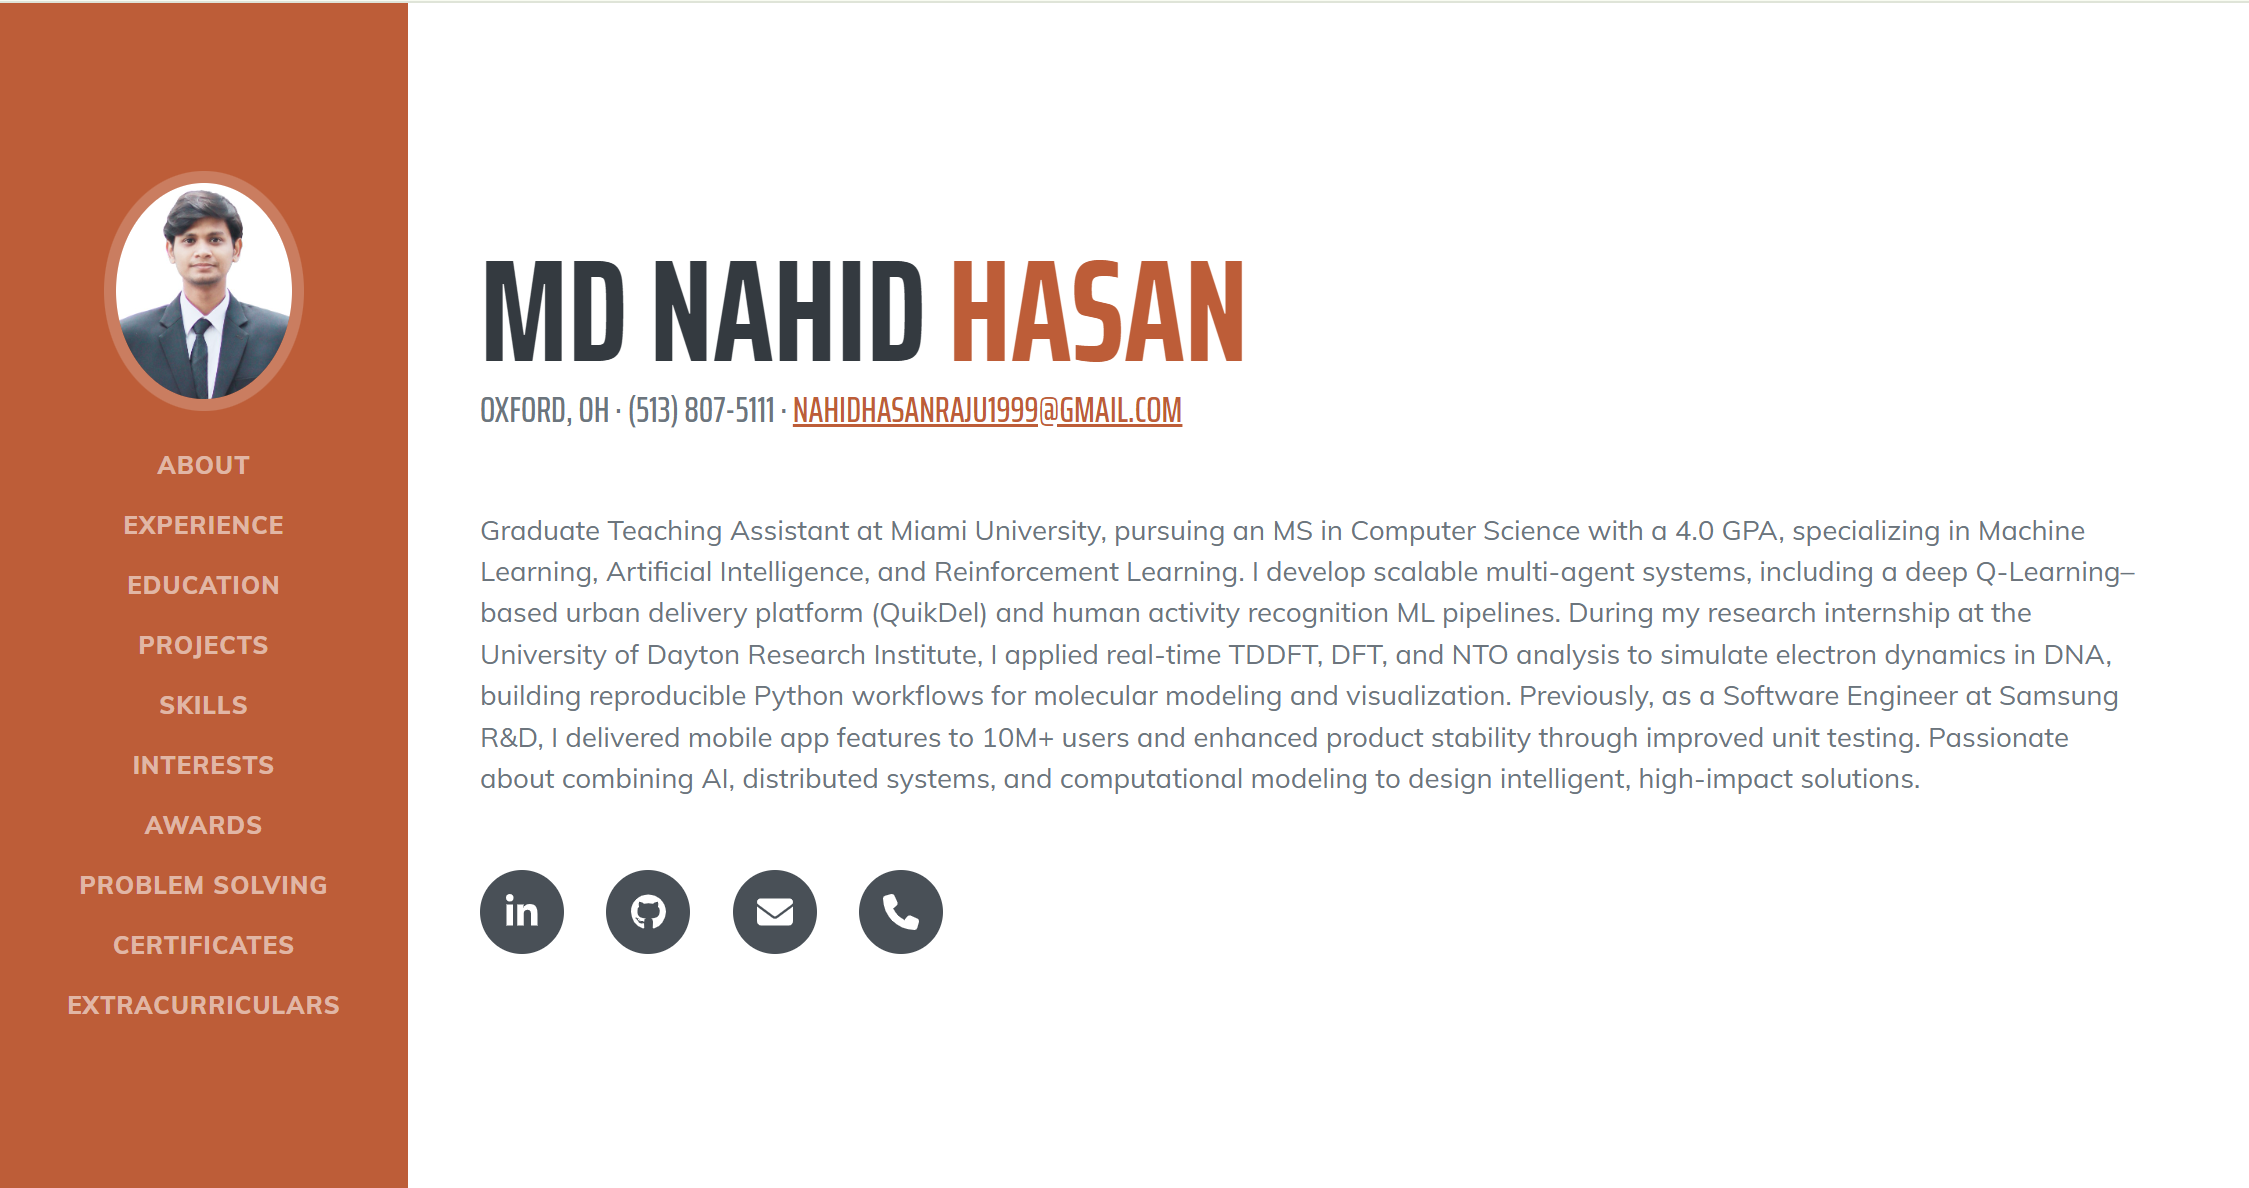 ABOUT
EXPERIENCE
EDUCATION
PROJECTS
SKILLS
INTERESTS
AWARDS
PROBLEM SOLVING
CERTIFICATES
EXTRACURRICULARS
MD NAHID HASAN
OXFORD, OH · (513) 807-5111 · NAHIDHASANRAJU1999@GMAIL.COM
Graduate Teaching Assistant at Miami University, pursuing an MS in Computer Science with a 4.0 GPA, specializing in Machine
Learning, Artificial Intelligence, and Reinforcement Learning. I develop scalable multi-agent systems, including a deep Q-Learning–
based urban delivery platform (QuikDel) and human activity recognition ML pipelines. During my research internship at the
University of Dayton Research Institute, I applied real-time TDDFT, DFT, and NTO analysis to simulate electron dynamics in DNA,
building reproducible Python workflows for molecular modeling and visualization. Previously, as a Software Engineer at Samsung
R&D, I delivered mobile app features to 10M+ users and enhanced product stability through improved unit testing. Passionate
about combining AI, distributed systems, and computational modeling to design intelligent, high-impact solutions.
in